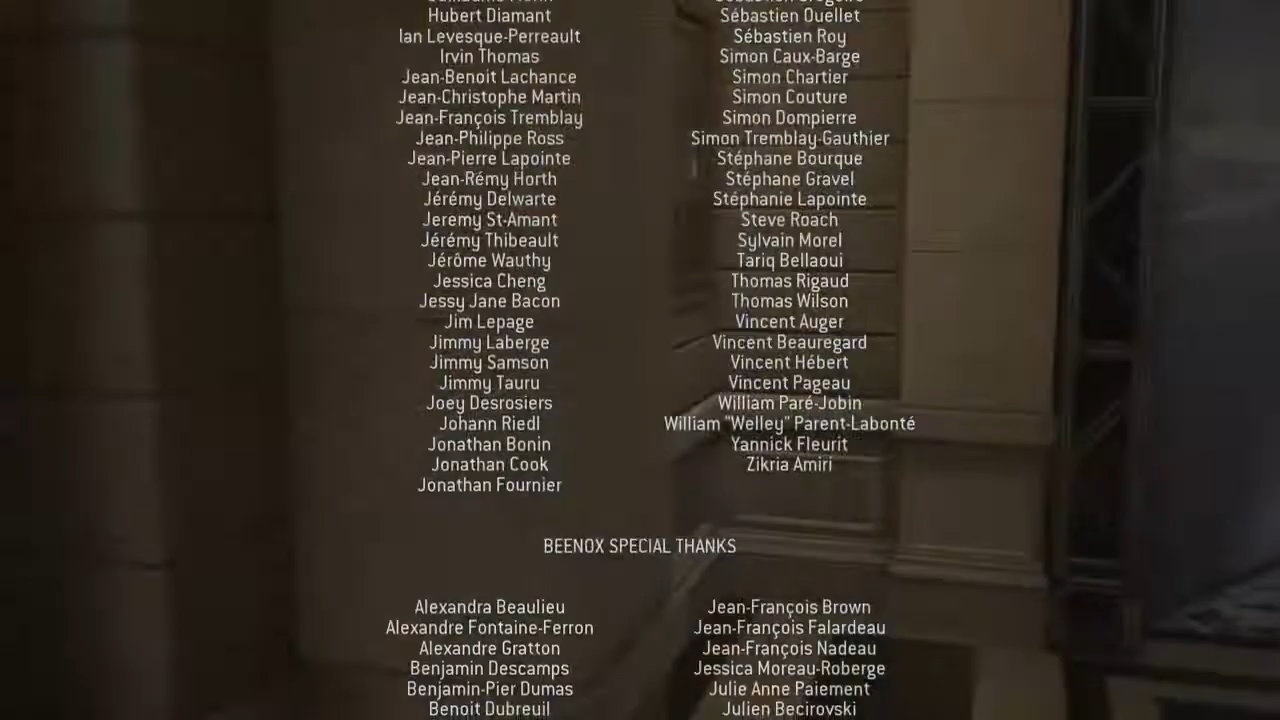 Hubert Diamant
Ian Levesque-Perreault
Irvin Thomas
Jean-Benoit Lachance
Jean-Christophe Martin
Jean-François Tremblay
Jean-Philippe Ross
Jean-Pierre Lapointe
Jean-Rémy Horth
Jérémy Delwarte
Jeremy St-Amant
Jérémy Thibeault
Jérôme Wauthy
Jessica Cheng
Jessy Jane Bacon
Jim Lepage
Jimmy Laberge
Jimmy Samson
Jimmy Tauru
Joey Desrosiers
Johann Riedl
Jonathan Bonin
Jonathan Cook
Jonathan Fournier
Sébastien Ouellet
Sébastien Roy
Simon Caux-Barge
Simon Chartier
Simon Couture
Simon Dompierre
Simon Tremblay-Gauthier
Stéphane Bourque
Stéphane Gravel
Stéphanie Lapointe
Steve Roach
Sylvain Morel
Tariq Bellaoui
Thomas Rigaud
Thomas Wilson
Vincent Auger
Vincent Beauregard
Vincent Hébert
Vincent Pageau
William Paré-Jobin
William "Welley" Parent-Labonté
Yannick Fleurit
Zikria Amiri
BEENOX SPECIAL THANKS
Alexandra Beaulieu
Alexandre Fontaine-Ferron
Alexandre Gratton
Benjamin Descamps
Benjamin-Pier Dumas
Benoit Dubreuil
Jean-François Brown
Jean-François Falardeau
Jean-François Nadeau
Jessica Moreau-Roberge
Julie Anne Paiement
Julien Becirovski